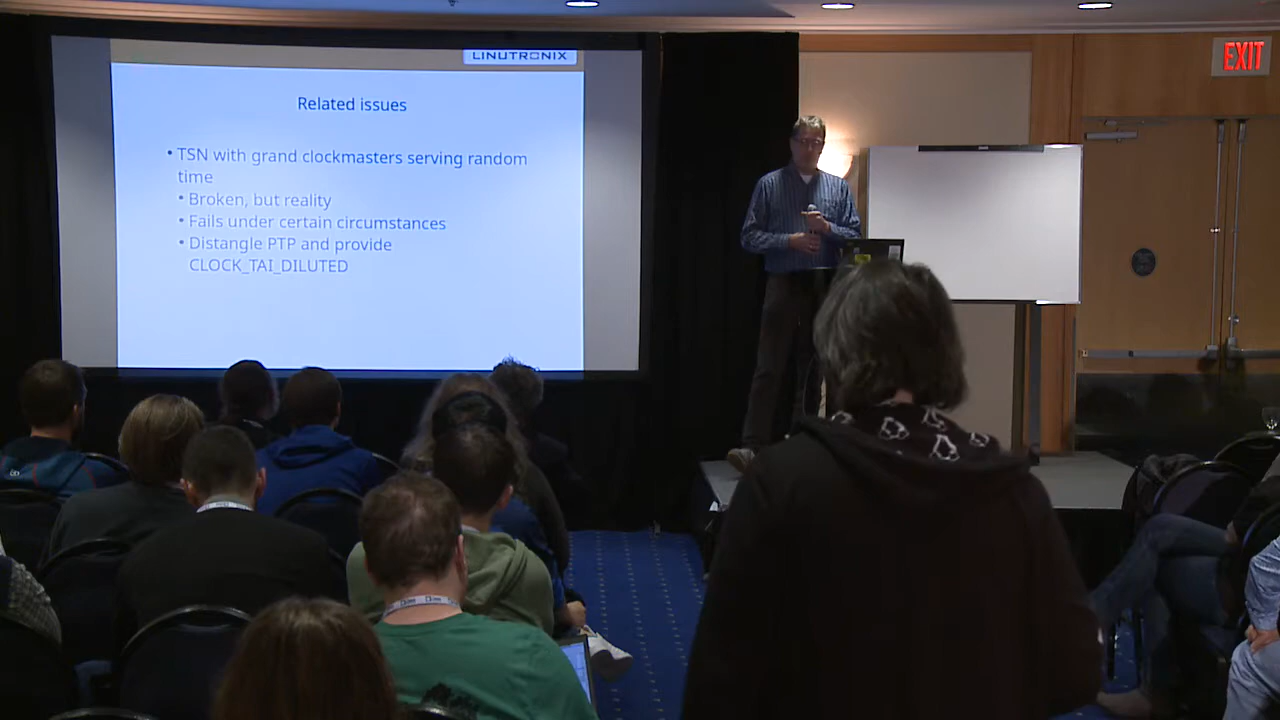 LINUTRONIX
Related issues
• TSN with grand clockmasters serving random
time
• Broken, but reality
• Fails under certain circumstances
• Distangle PTP and provide
CLOCK_TAI_DILUTED
EXIT